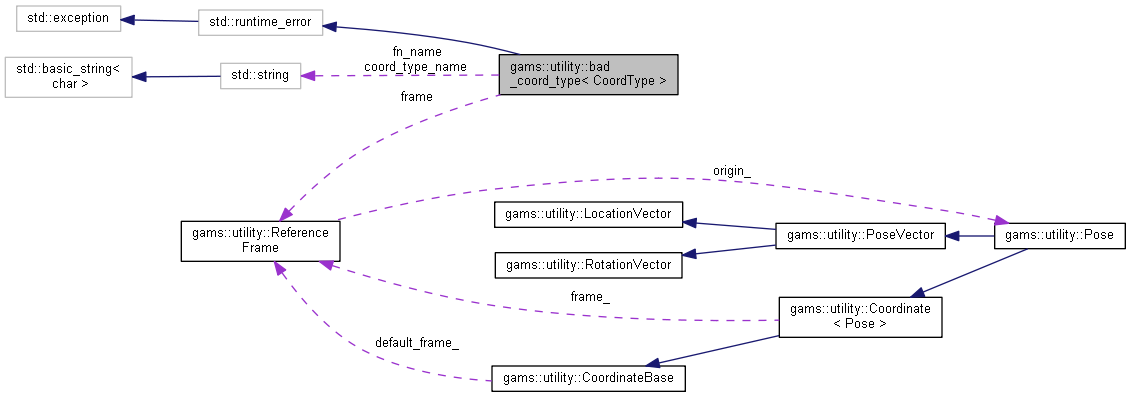 std::exception
std::runtime_error
std::basic_string<
char >
std::string
fn_name
coord_type_name
gams::utility::bad
_coord_type< CoordType >
frame
origin_
gams::utility::Reference
Frame
gams::utility::LocationVector
gams::utility::RotationVector
gams::utility::PoseVector
gams::utility::Pose
frame_
gams::utility::Coordinate
< Pose >
default_frame_
gams::utility::CoordinateBase